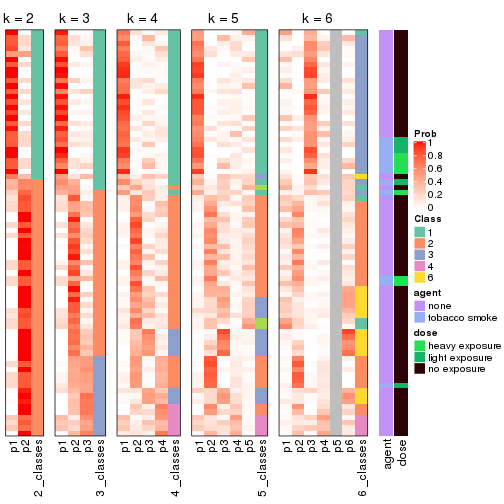 k = 2 k = 3 k = 4 k = 5 k = 6
Prob
1
0.8
0.6
0.4
0.2
0
Class
1
2
3
4
6
agent
none
tobacco smoke
dose
heavy exposure
light exposure
no exposure
p1 p2 2_classes p1 p2 p3 3_classes p1 p2 p3 p4 4_classes p1 p2 p3 p4 p5 5_classes p1 p2 p3 p4 p5 p6 6_classes agent dose